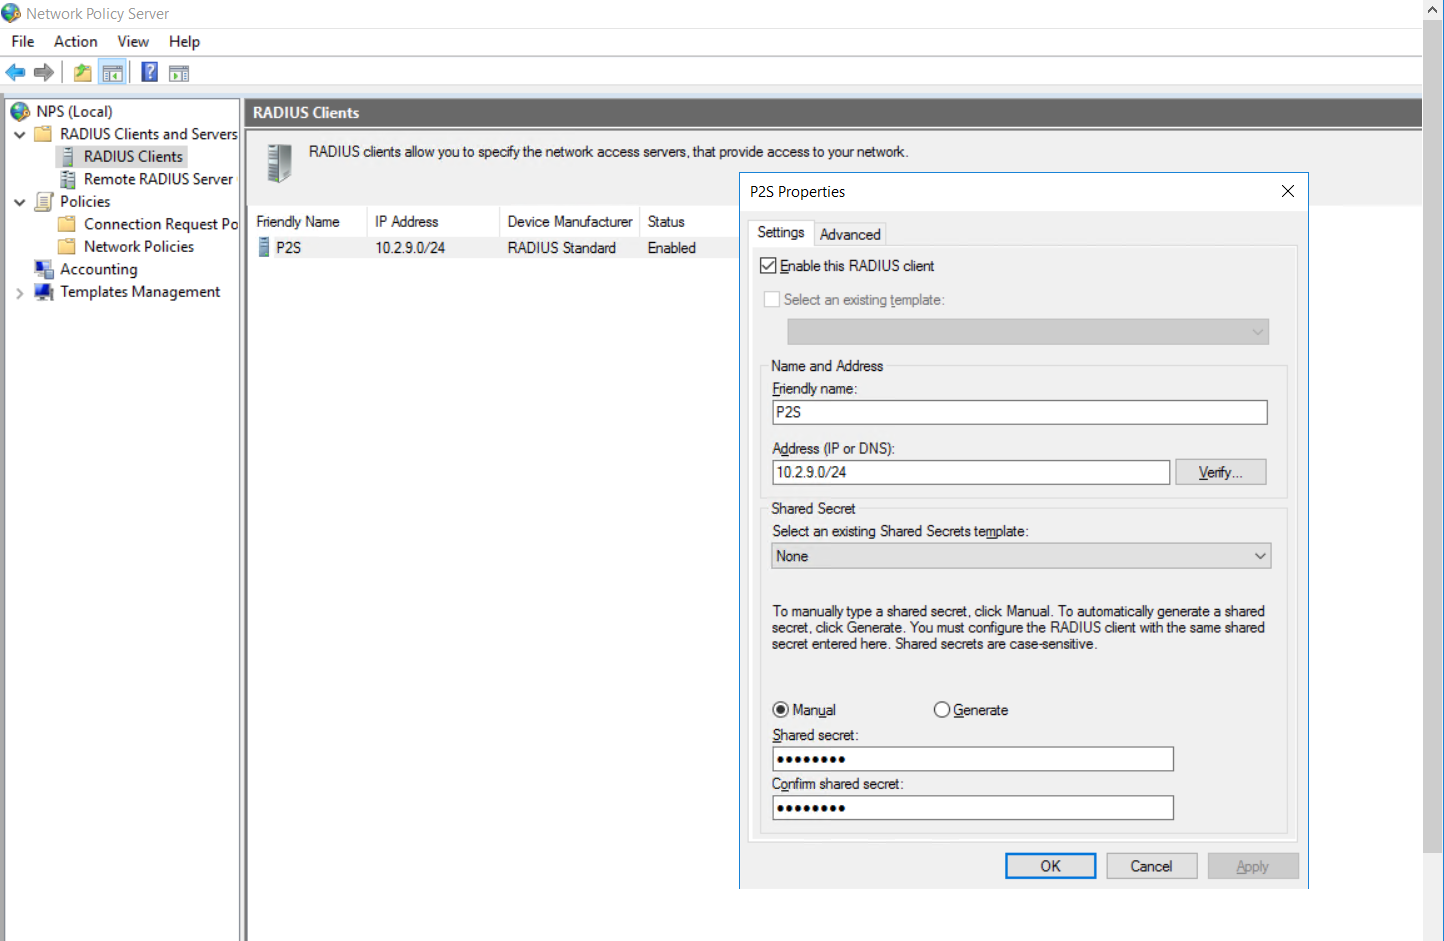 Network Policy Server
File Action View Help
NPS (Local)
RADIUS Clients and Servers
RADIUS Clients
Remote RADIUS Server
Policies
Connection Request Po
Network Policies
Accounting
Templates Management
RADIUS Clients
RADIUS clients allow you to specify the network access servers, that provide access to your network.
Friendly Name IP Address Device Manufacturer Status
P2S 10.2.9.0/24 RADIUS Standard Enabled
P2S Properties
Settings Advanced
Enable this RADIUS client
Select an existing template:
Name and Address
Friendly name:
P2S
Address (IP or DNS):
10.2.9.0/24 Verify...
Shared Secret
Select an existing Shared Secrets template:
None
To manually type a shared secret, click Manual. To automatically generate a shared
secret, click Generate. You must configure the RADIUS client with the same shared
secret entered here. Shared secrets are case-sensitive.
Manual Generate
Shared secret:
●●●●●●●●
Confirm shared secret:
●●●●●●●●
OK Cancel Apply